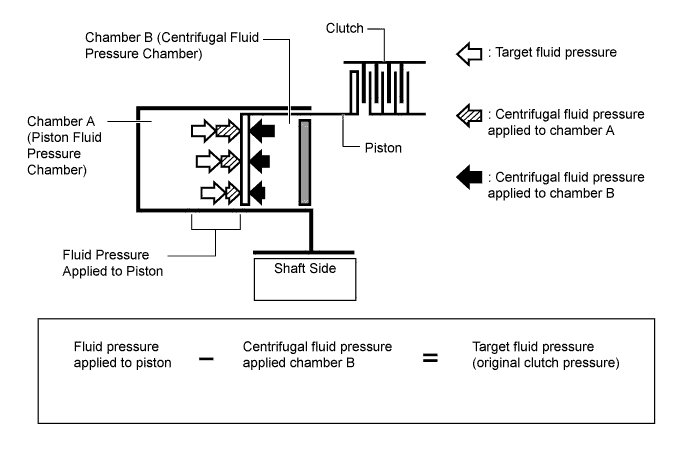 Clutch
Chamber B (Centrifugal Fluid
Pressure Chamber)
: Target fluid pressure
Chamber A
(Piston Fluid
Pressure
Chamber)
: Centrifugal fluid pressure
applied to chamber A
Piston
: Centrifugal fluid pressure
applied to chamber B
Fluid Pressure
Applied to Piston
Shaft Side
Fluid pressure
applied to piston
–
Centrifugal fluid pressure
applied chamber B
=
Target fluid pressure
(original clutch pressure)